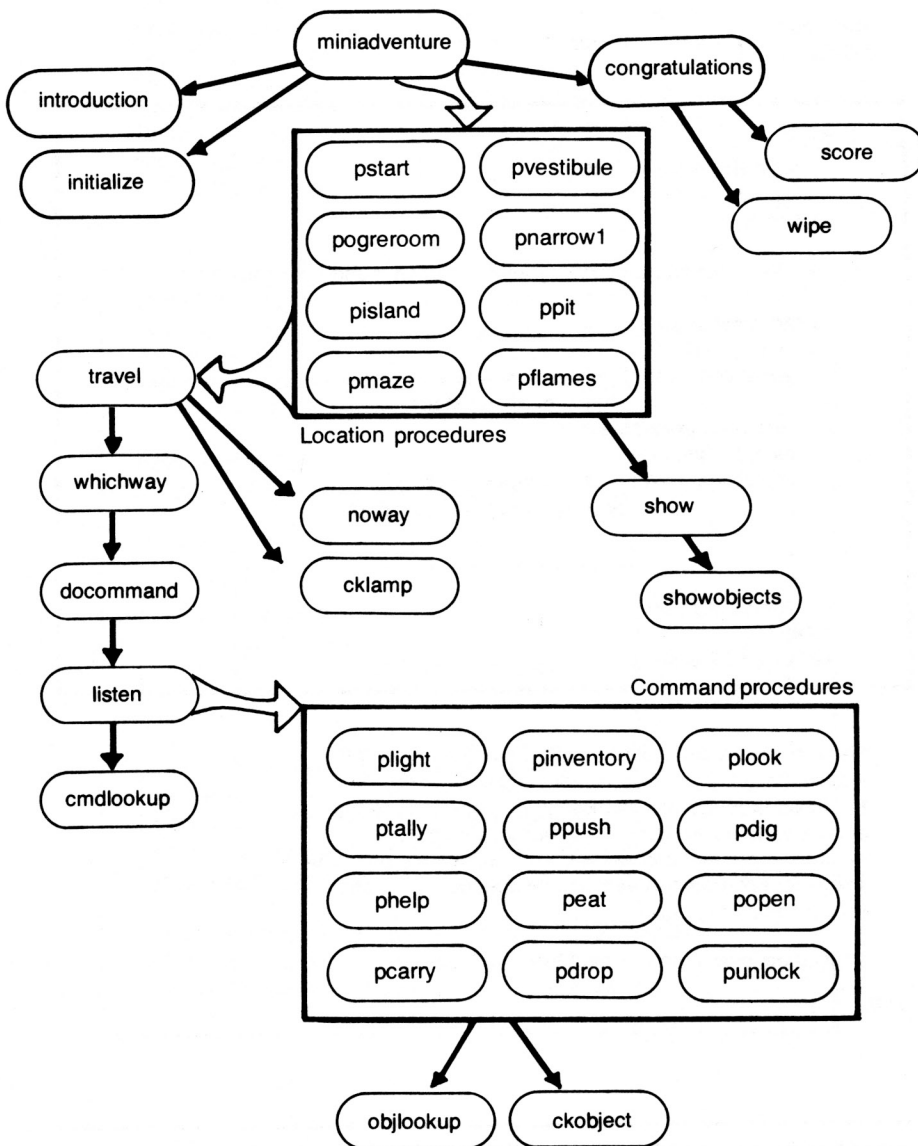 miniadventure
congratulations
introduction
initialize
score
wipe
pstart
pvestibule
pogreroom
pnarrow1
pisland
ppit
pmaze
pflames
Location procedures
travel
whichway
noway
show
docommand
cklamp
showobjects
listen
cmdlookup
Command procedures
plight
pinventory
plook
ptally
ppush
pdig
phelp
peat
popen
pcarry
pdrop
punlock
objlookup
ckobject